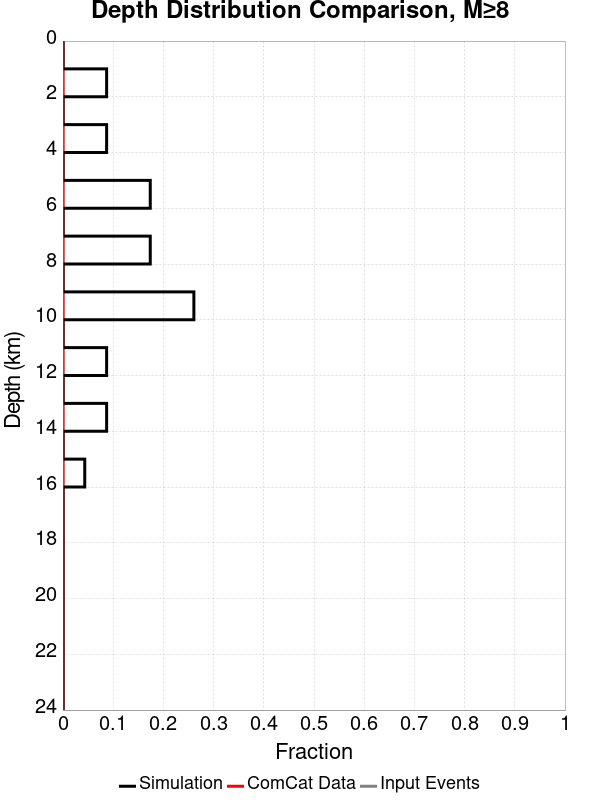 Depth Distribution Comparison, M≥8
0
2
4
6
8
10
12
14
16
18
20
22
24
Depth (km)
0 0.1 0.2 0.3 0.4 0.5 0.6 0.7 0.8 0.9 1
Fraction
Simulation ComCat Data Input Events